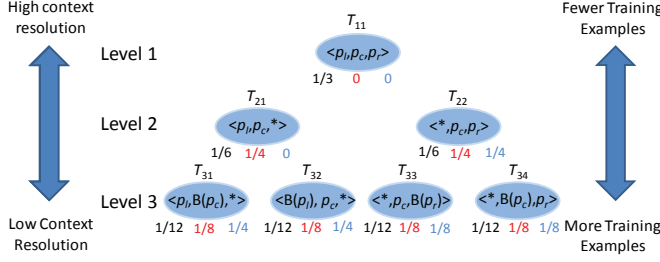 High context
resolution
Fewer Training
Examples
T11
Level 1
<pl,pc,pr>
1/3 0 0
T21 T22
Level 2
<pl,pc,*> <*,pc,pr>
1/6 1/4 0 1/6 1/4 1/4
T31 T32 T33 T34
Level 3
<pl,B(pc),*> <B(pl), pc,*> <*,pc,B(pr)> <*,B(pc),pr>
1/12 1/8 1/4 1/12 1/8 1/4 1/12 1/8 1/8 1/12 1/8 1/8
Low Context
Resolution
More Training
Examples